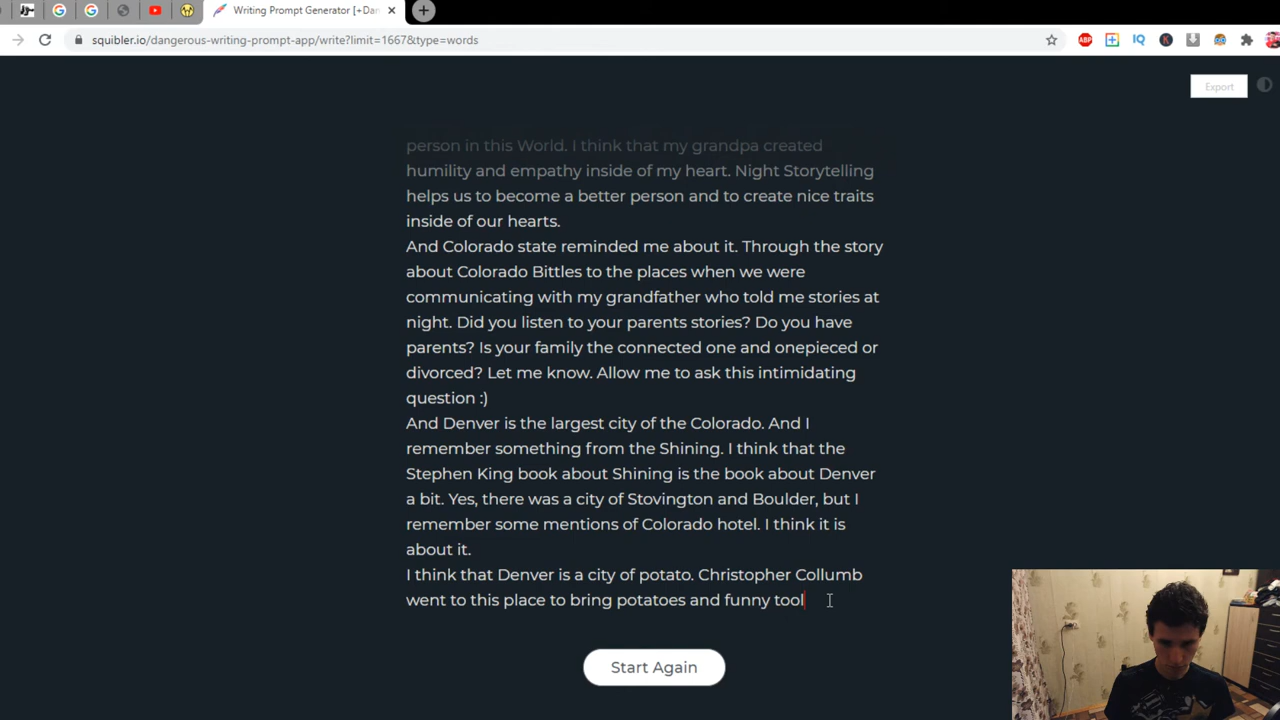 Writing Prompt Generator [+Dan
squibler.io/dangerous-writing-prompt-app/write?limit=1667&type=words
ABP
IQ
K
Export
person in this World. I think that my grandpa created
humility and empathy inside of my heart. Night Storytelling
helps us to become a better person and to create nice traits
inside of our hearts.
And Colorado state reminded me about it. Through the story
about Colorado Bittles to the places when we were
communicating with my grandfather who told me stories at
night. Did you listen to your parents stories? Do you have
parents? Is your family the connected one and onepieced or
divorced? Let me know. Allow me to ask this intimidating
question :)
And Denver is the largest city of the Colorado. And I
remember something from the Shining. I think that the
Stephen King book about Shining is the book about Denver
a bit. Yes, there was a city of Stovington and Boulder, but I
remember some mentions of Colorado hotel. I think it is
about it.
I think that Denver is a city of potato. Christopher Collumb
went to this place to bring potatoes and funny tool
Start Again